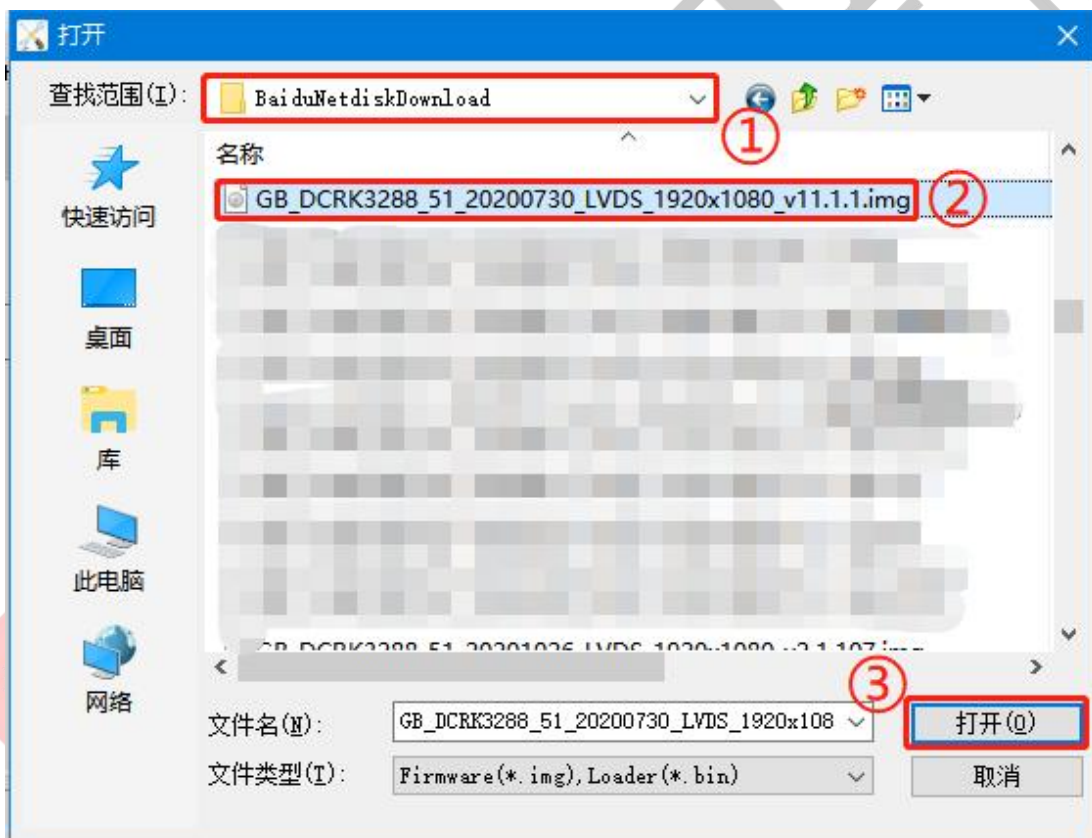 打开
查找范围(I):
BaiduNetdiskDownload
①
名称
GB_DCRK3288_51_20200730_LVDS_1920x1080_v11.1.1.img
②
快速访问
桌面
库
此电脑
网络
③
文件名(N):
GB_DCRK3288_51_20200730_LVDS_1920x108
打开(O)
文件类型(T):
Firmware(*.img),Loader(*.bin)
取消